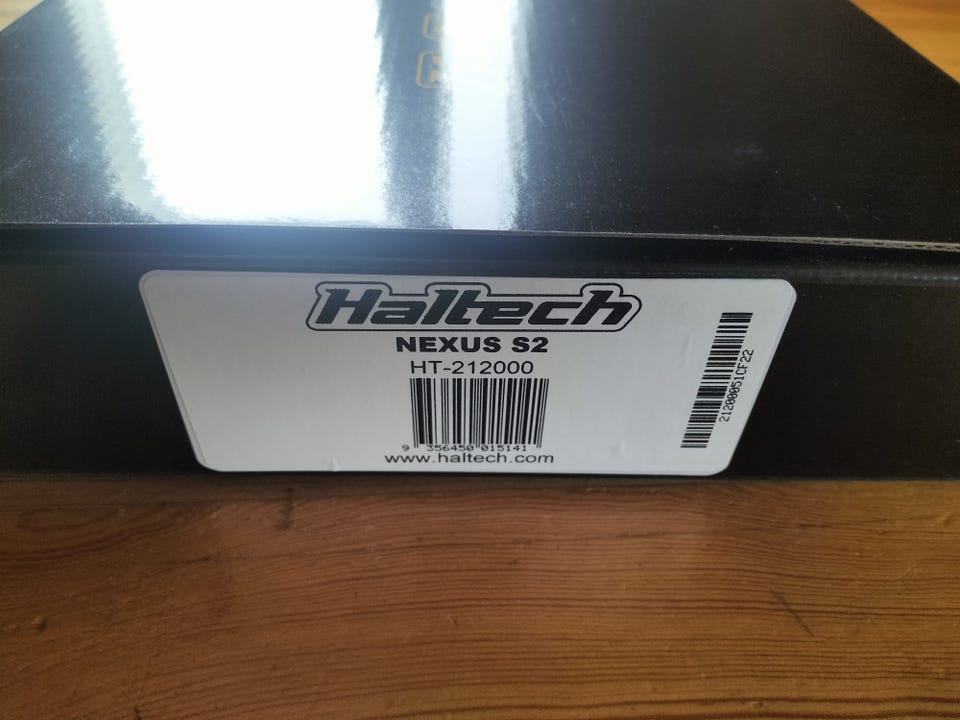 Haltech
NEXUS S2
HT-212000
9 356450 015141
www.haltech.com
21200051CF22